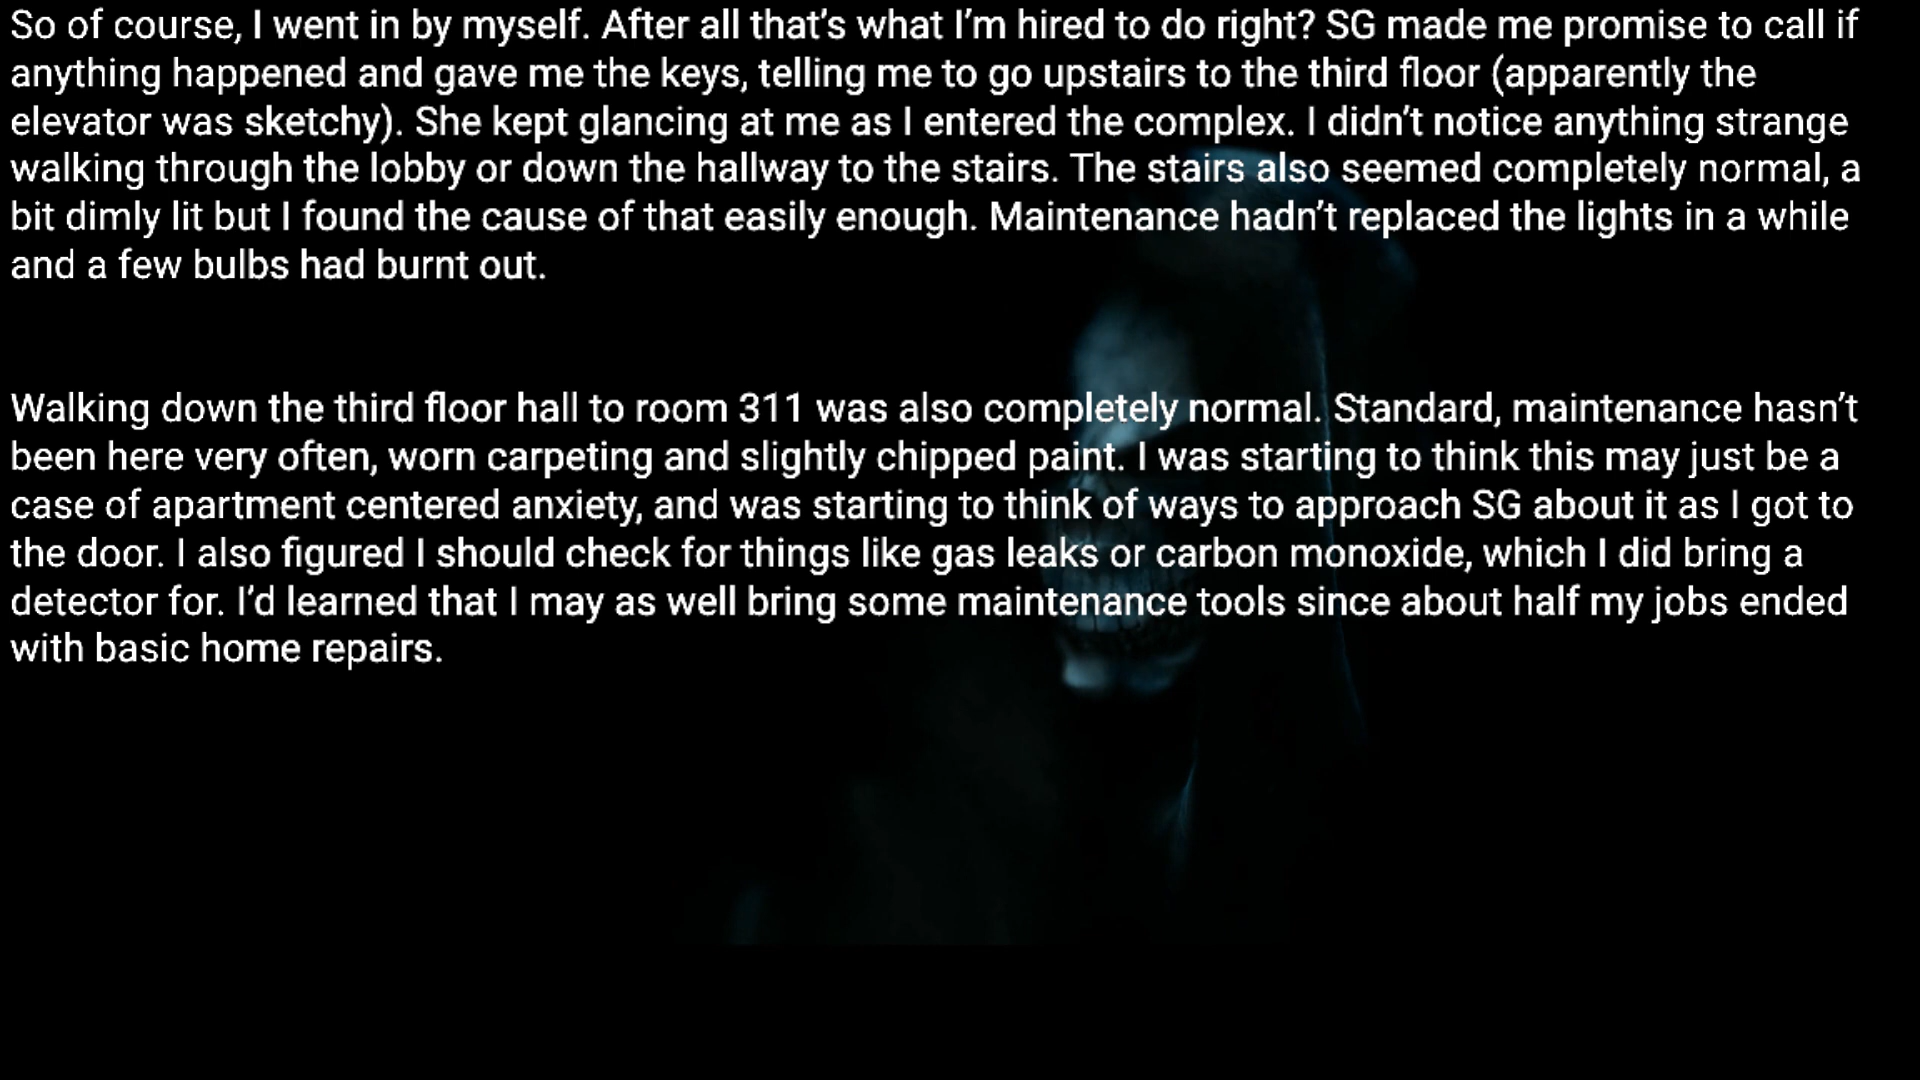 So of course, I went in by myself. After all that’s what I’m hired to do right? SG made me promise to call if
anything happened and gave me the keys, telling me to go upstairs to the third floor (apparently the
elevator was sketchy). She kept glancing at me as I entered the complex. I didn’t notice anything strange
walking through the lobby or down the hallway to the stairs. The stairs also seemed completely normal, a
bit dimly lit but I found the cause of that easily enough. Maintenance hadn’t replaced the lights in a while
and a few bulbs had burnt out.
Walking down the third floor hall to room 311 was also completely normal. Standard, maintenance hasn’t
been here very often, worn carpeting and slightly chipped paint. I was starting to think this may just be a
case of apartment centered anxiety, and was starting to think of ways to approach SG about it as I got to
the door. I also figured I should check for things like gas leaks or carbon monoxide, which I did bring a
detector for. I’d learned that I may as well bring some maintenance tools since about half my jobs ended
with basic home repairs.